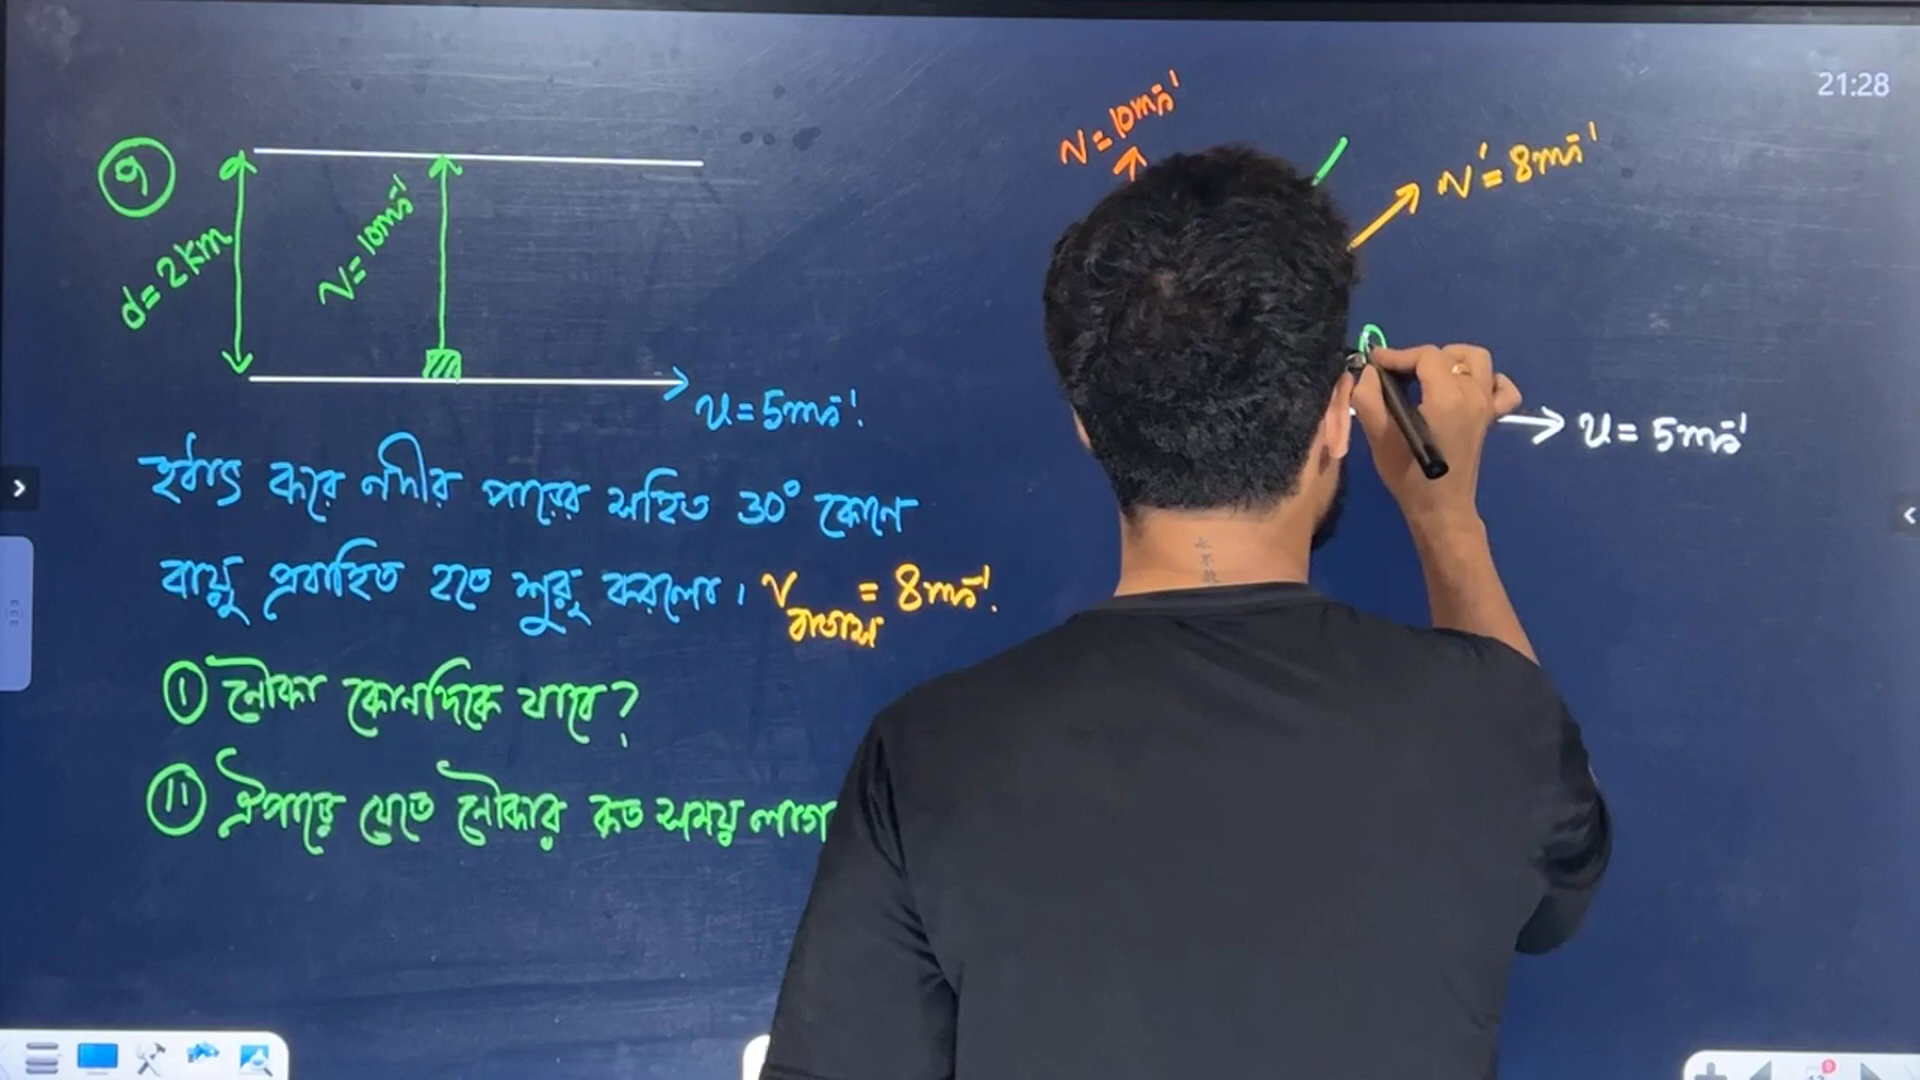 21:28
৭
d = 2km
V = 10ms⁻¹
u = 5ms⁻¹.
হঠাৎ করে নদীর পাড়ের সহিত 30° কোণে
বায়ু প্রবাহিত হতে শুরু করলো। V বাতাস = 8ms⁻¹.
(i) নৌকা কোনদিকে যাবে?
(ii) ঐপাড়ে যেতে নৌকার কত সময় লাগ
V = 10ms⁻¹
V′ = 8ms⁻¹
u = 5ms⁻¹